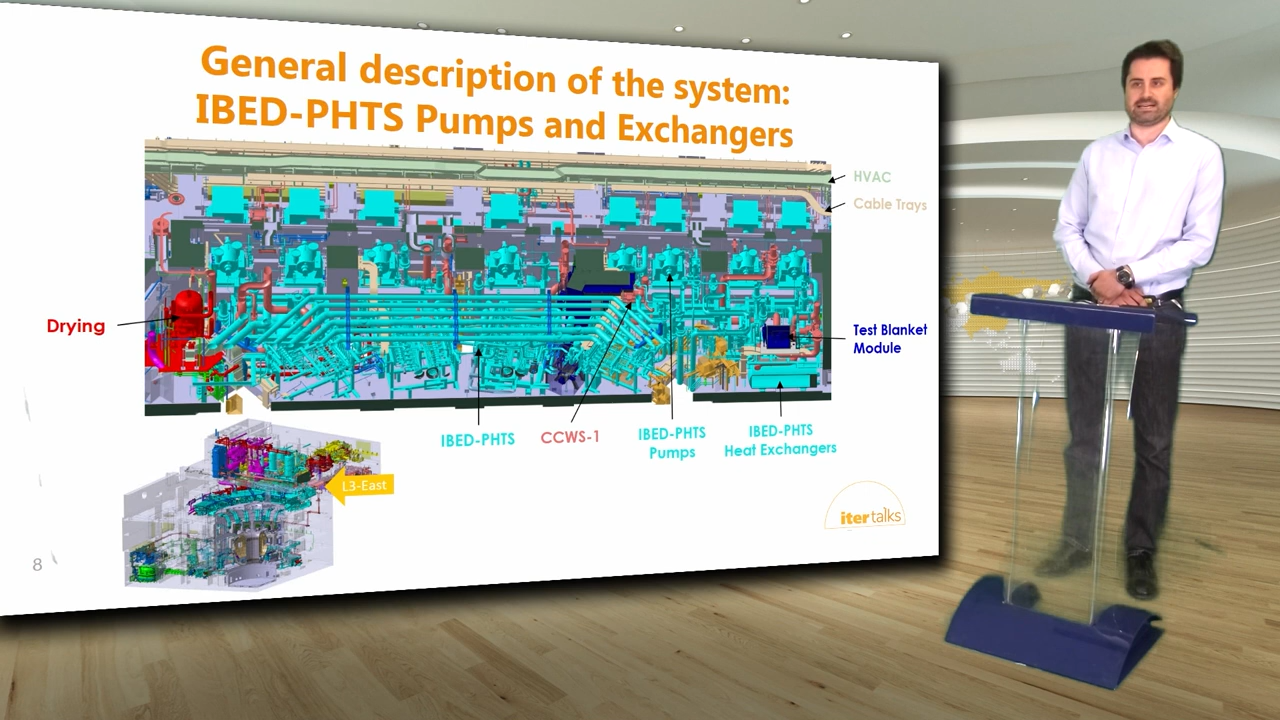 General description of the system:
IBED-PHTS Pumps and Exchangers
HVAC
Cable Trays
Drying
Test Blanket
Module
IBED-PHTS
CCWS-1
IBED-PHTS
Pumps
IBED-PHTS
Heat Exchangers
L3-East
iter talks
8